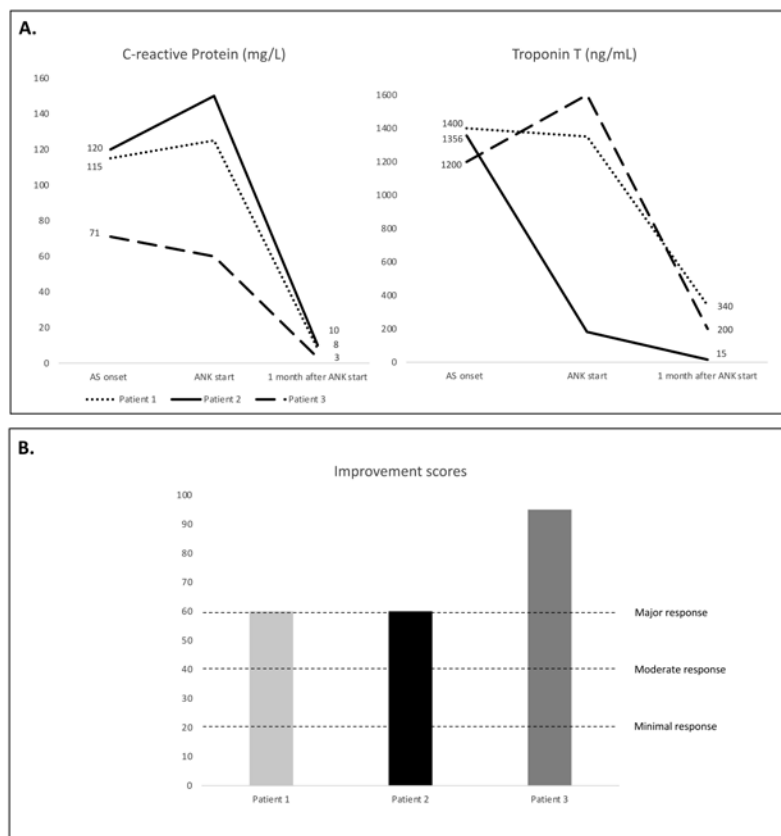 A.
C-reactive Protein (mg/L)
160
140
120
100
80
60
40
20
0
120
115
71
10
8
3
AS onset
ANK start
1 month after ANK start
Patient 1
Patient 2
Patient 3
Troponin T (ng/mL)
1600
1400
1200
1000
800
600
400
200
0
1400
1356
1200
340
200
15
AS onset
ANK start
1 month after ANK start
B.
Improvement scores
100
90
80
70
60
50
40
30
20
10
0
Major response
Moderate response
Minimal response
Patient 1
Patient 2
Patient 3